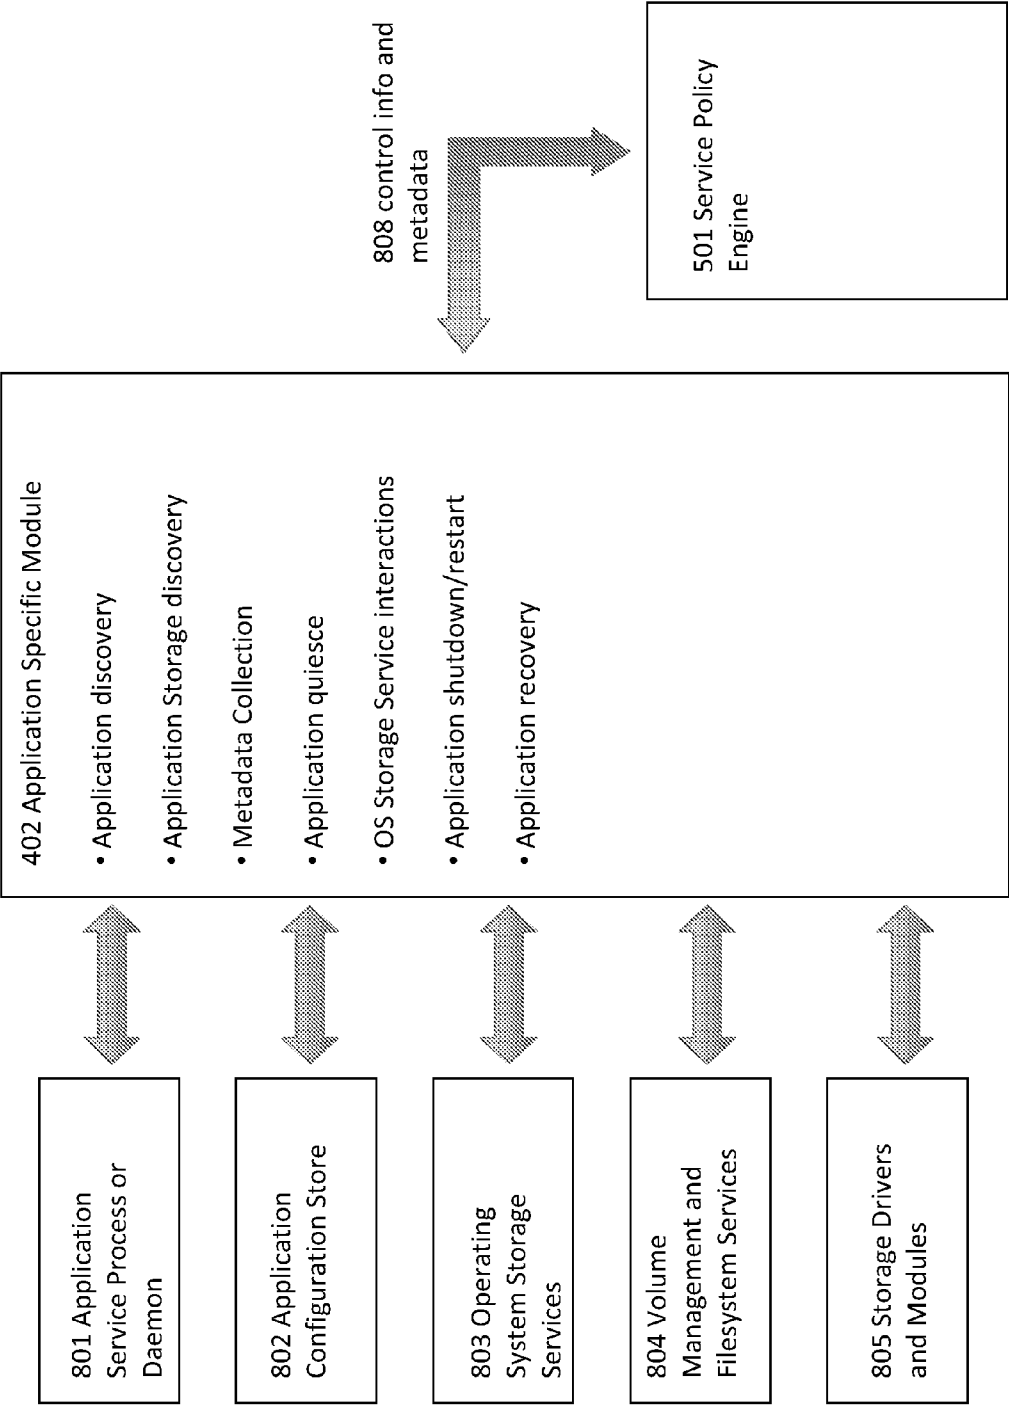 801 Application
Service Process or
Daemon
802 Application
Configuration Store
803 Operating
System Storage
Services
804 Volume
Management and
Filesystem Services
805 Storage Drivers
and Modules
402 Application Specific Module
• Application discovery
• Application Storage discovery
• Metadata Collection
• Application quiesce
• OS Storage Service interactions
• Application shutdown/restart
• Application recovery
808 control info and
metadata
501 Service Policy
Engine